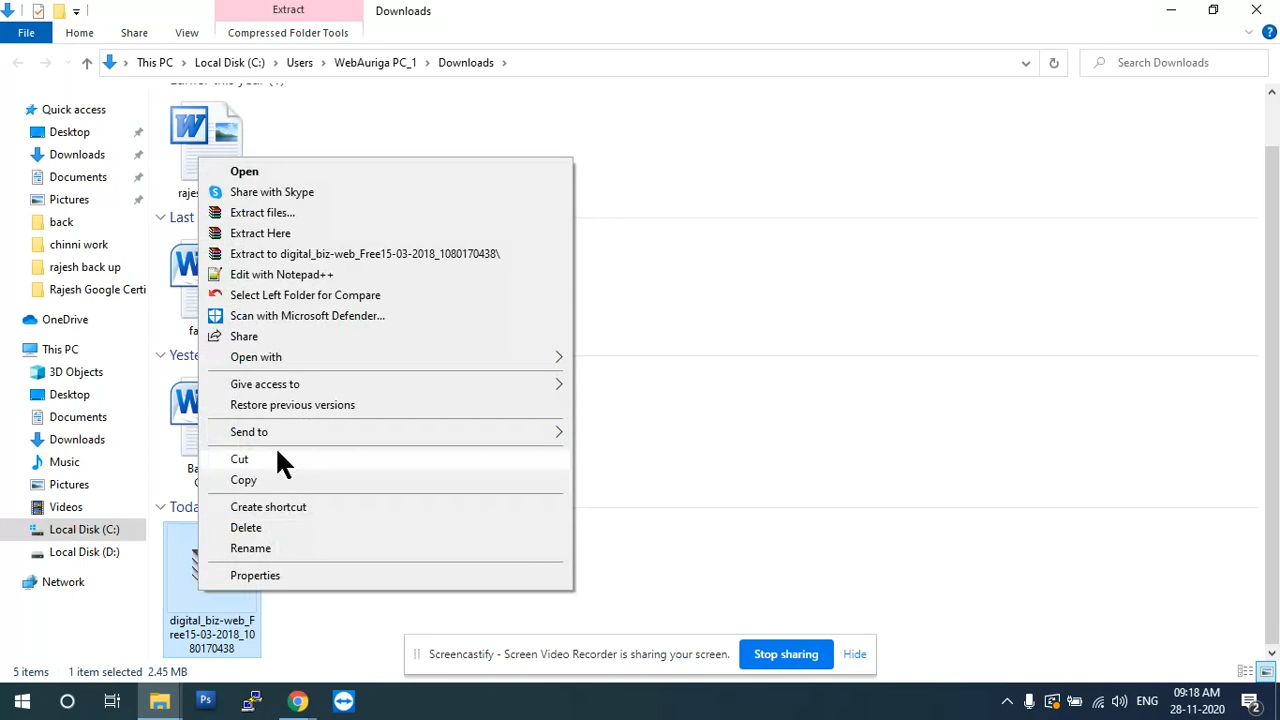 Extract
Downloads
File
Home
Share
View
Compressed Folder Tools
This PC
Local Disk (C:)
Users
WebAuriga PC_1
Downloads
Search Downloads
Quick access
Desktop
Downloads
Documents
Pictures
back
chinni work
rajesh back up
Rajesh Google Certi
OneDrive
This PC
3D Objects
Desktop
Documents
Downloads
Music
Pictures
Videos
Local Disk (C:)
Local Disk (D:)
Network
W
rajes
Last
W
fa
Yeste
W
Ba
Toda
digital_biz-web_F
ree15-03-2018_10
80170438
Open
Share with Skype
Extract files...
Extract Here
Extract to digital_biz-web_Free15-03-2018_1080170438\
Edit with Notepad++
Select Left Folder for Compare
Scan with Microsoft Defender...
Share
Open with
Give access to
Restore previous versions
Send to
Cut
Copy
Create shortcut
Delete
Rename
Properties
Screencastify - Screen Video Recorder is sharing your screen.
Stop sharing
Hide
5 items
1 item selected 2.45 MB
Ps
ENG
09:18 AM
28-11-2020
2